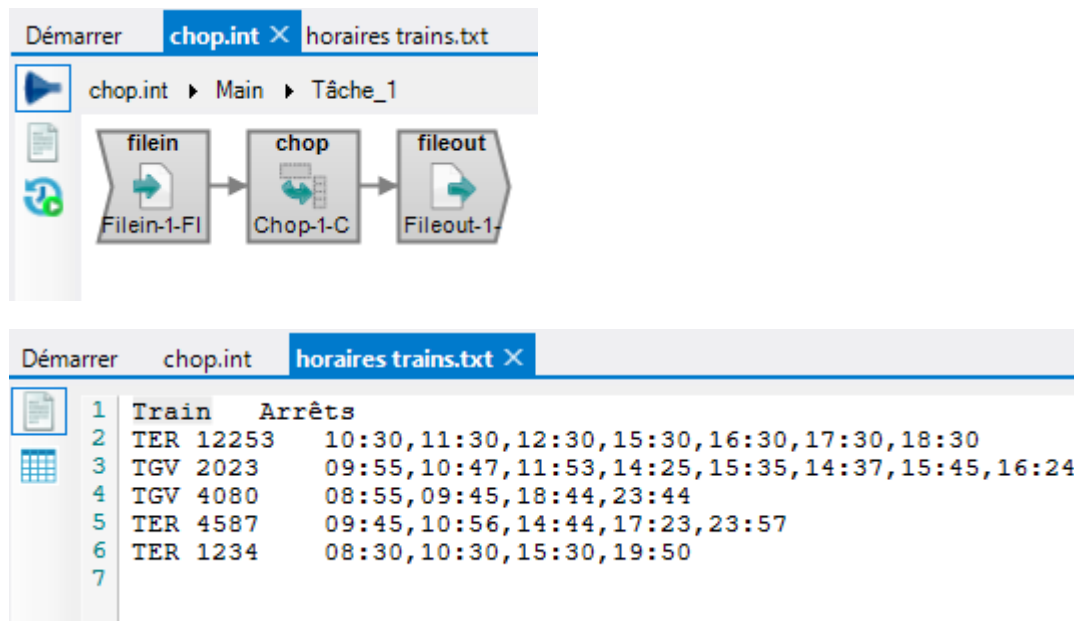 Démarrer chop.int horaires trains.txt
chop.int Main Tâche_1
filein chop fileout
Filein-1-FI Chop-1-C Fileout-1-
Démarrer chop.int horaires trains.txt
1 Train Arrêts
2 TER 12253 10:30,11:30,12:30,15:30,16:30,17:30,18:30
3 TGV 2023 09:55,10:47,11:53,14:25,15:35,14:37,15:45,16:24
4 TGV 4080 08:55,09:45,18:44,23:44
5 TER 4587 09:45,10:56,14:44,17:23,23:57
6 TER 1234 08:30,10:30,15:30,19:50
7